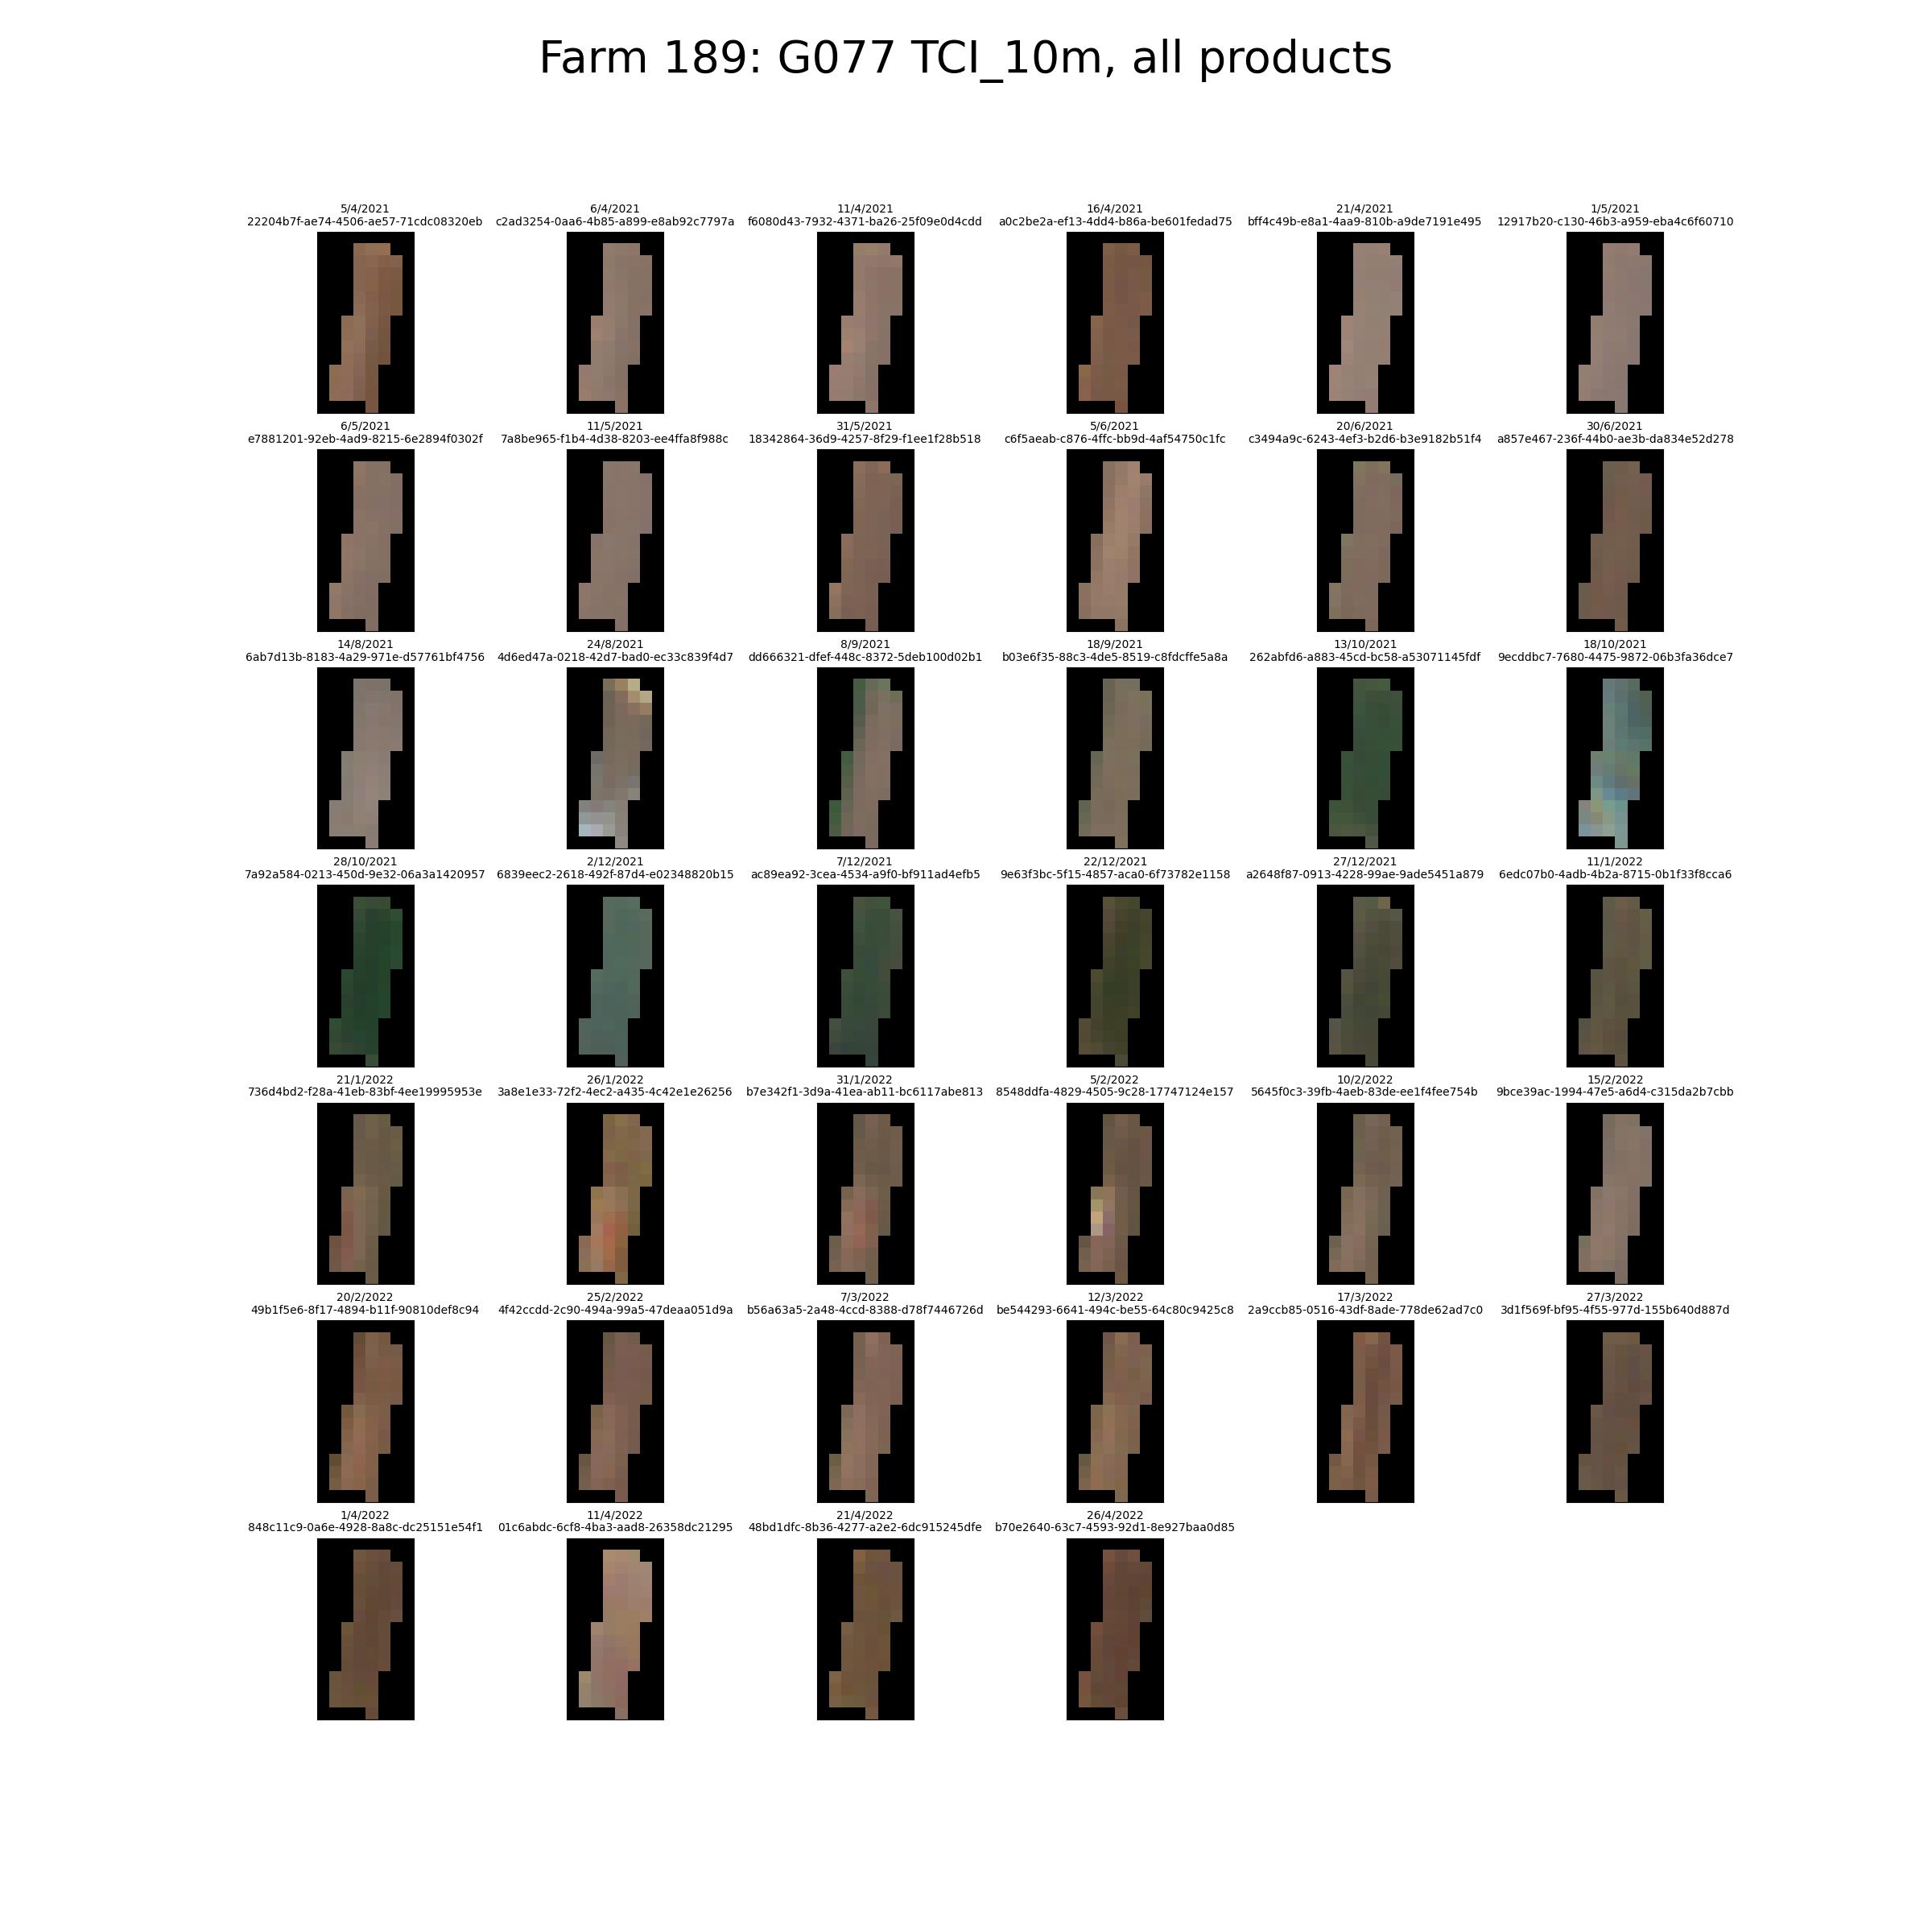 Farm 189: G077 TCI_10m, all products
5/4/2021
22204b7f-ae74-4506-ae57-71cdc08320eb
6/4/2021
c2ad3254-0aa6-4b85-a899-e8ab92c7797a
11/4/2021
f6080d43-7932-4371-ba26-25f09e0d4cdd
16/4/2021
a0c2be2a-ef13-4dd4-b86a-be601fedad75
21/4/2021
bff4c49b-e8a1-4aa9-810b-a9de7191e495
1/5/2021
12917b20-c130-46b3-a959-eba4c6f60710
6/5/2021
e7881201-92eb-4ad9-8215-6e2894f0302f
11/5/2021
7a8be965-f1b4-4d38-8203-ee4ffa8f988c
31/5/2021
18342864-36d9-4257-8f29-f1ee1f28b518
5/6/2021
c6f5aeab-c876-4ffc-bb9d-4af54750c1fc
20/6/2021
c3494a9c-6243-4ef3-b2d6-b3e9182b51f4
30/6/2021
a857e467-236f-44b0-ae3b-da834e52d278
14/8/2021
6ab7d13b-8183-4a29-971e-d57761bf4756
24/8/2021
4d6ed47a-0218-42d7-bad0-ec33c839f4d7
8/9/2021
dd666321-dfef-448c-8372-5deb100d02b1
18/9/2021
b03e6f35-88c3-4de5-8519-c8fdcffe5a8a
13/10/2021
262abfd6-a883-45cd-bc58-a53071145fdf
18/10/2021
9ecddbc7-7680-4475-9872-06b3fa36dce7
28/10/2021
7a92a584-0213-450d-9e32-06a3a1420957
2/12/2021
6839eec2-2618-492f-87d4-e02348820b15
7/12/2021
ac89ea92-3cea-4534-a9f0-bf911ad4efb5
22/12/2021
9e63f3bc-5f15-4857-aca0-6f73782e1158
27/12/2021
a2648f87-0913-4228-99ae-9ade5451a879
11/1/2022
6edc07b0-4adb-4b2a-8715-0b1f33f8cca6
21/1/2022
736d4bd2-f28a-41eb-83bf-4ee19995953e
26/1/2022
3a8e1e33-72f2-4ec2-a435-4c42e1e26256
31/1/2022
b7e342f1-3d9a-41ea-ab11-bc6117abe813
5/2/2022
8548ddfa-4829-4505-9c28-17747124e157
10/2/2022
5645f0c3-39fb-4aeb-83de-ee1f4fee754b
15/2/2022
9bce39ac-1994-47e5-a6d4-c315da2b7cbb
20/2/2022
49b1f5e6-8f17-4894-b11f-90810def8c94
25/2/2022
4f42ccdd-2c90-494a-99a5-47deaa051d9a
7/3/2022
b56a63a5-2a48-4ccd-8388-d78f7446726d
12/3/2022
be544293-6641-494c-be55-64c80c9425c8
17/3/2022
2a9ccb85-0516-43df-8ade-778de62ad7c0
27/3/2022
3d1f569f-bf95-4f55-977d-155b640d887d
1/4/2022
848c11c9-0a6e-4928-8a8c-dc25151e54f1
11/4/2022
01c6abdc-6cf8-4ba3-aad8-26358dc21295
21/4/2022
48bd1dfc-8b36-4277-a2e2-6dc915245dfe
26/4/2022
b70e2640-63c7-4593-92d1-8e927baa0d85